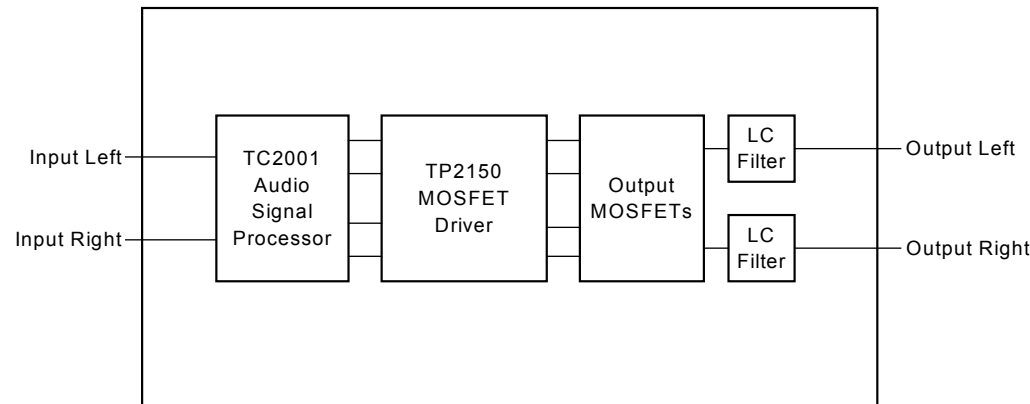 Input Left
Input Right
TC2001
Audio
Signal
Processor
TP2150
MOSFET
Driver
Output
MOSFETs
LC
Filter
LC
Filter
Output Left
Output Right